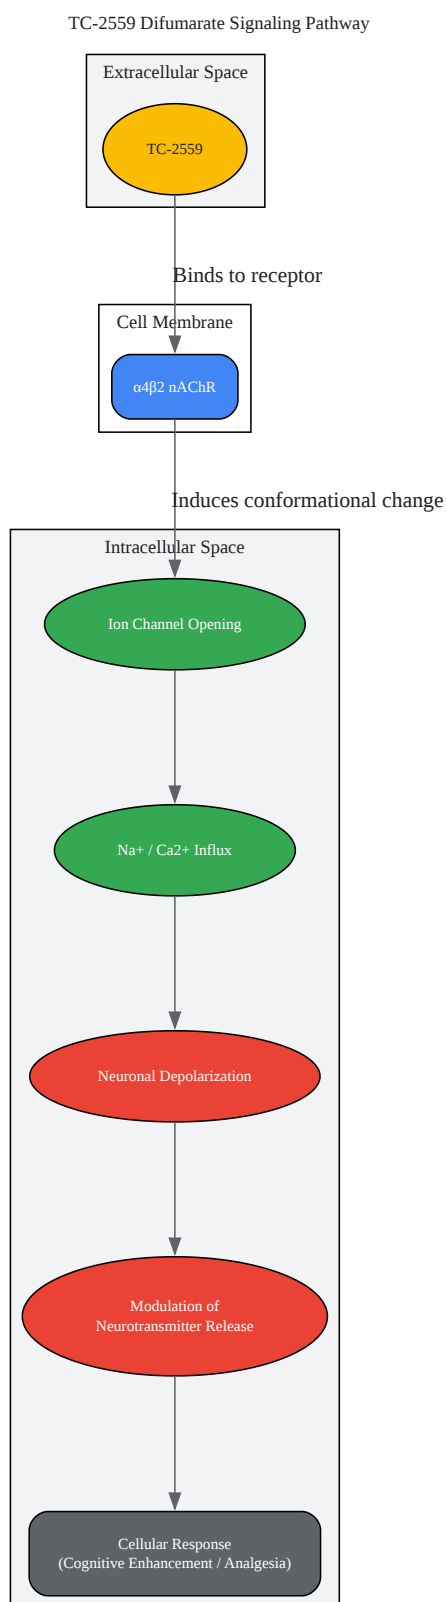 TC-2559 Difumarate Signaling Pathway
Extracellular Space
TC-2559
Binds to receptor
Cell Membrane
α4β2 nAChR
Induces conformational change
Intracellular Space
Ion Channel Opening
Na+ / Ca2+ Influx
Neuronal Depolarization
Modulation of
Neurotransmitter Release
Cellular Response
(Cognitive Enhancement / Analgesia)